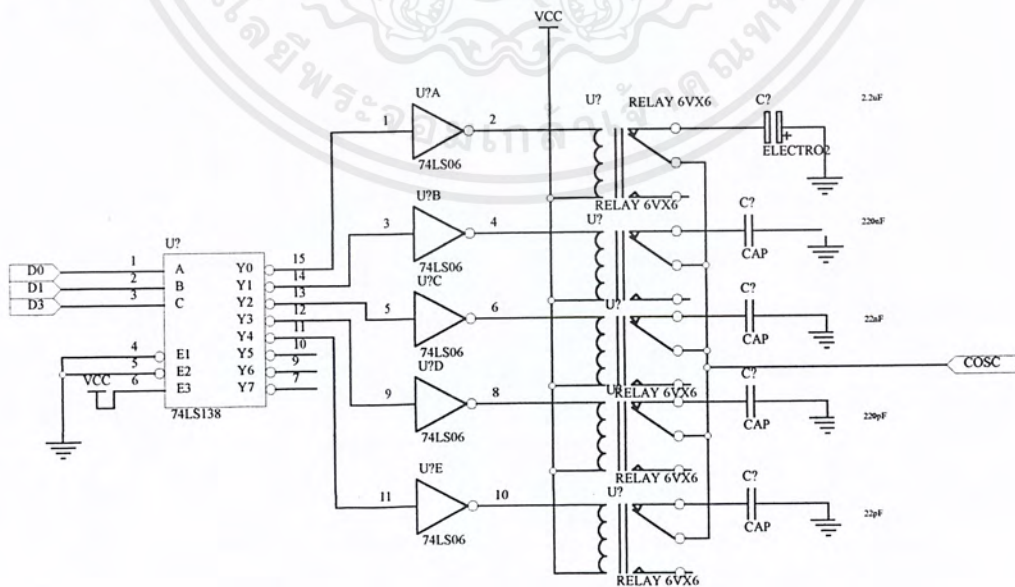 VCC
U?A
1
2
74LS06
U?
RELAY 6VX6
C?
ELECTRO2
2.2uF
U?B
3
4
74LS06
RELAY 6VX6
U?
C?
CAP
220nF
U?
D0
D1
D3
1
2
3
A
B
C
Y0
Y1
Y2
Y3
Y4
Y5
Y6
Y7
15
14
13
12
11
10
9
7
4
5
6
E1
E2
E3
VCC
74LS138
U?C
5
6
74LS06
U?
C?
CAP
22nF
COSC
U?D
9
8
74LS06
RELAY 6VX6
C?
CAP
220pF
U?E
11
10
74LS06
RELAY 6VX6
U?
C?
CAP
22pF
RELAY 6VX6